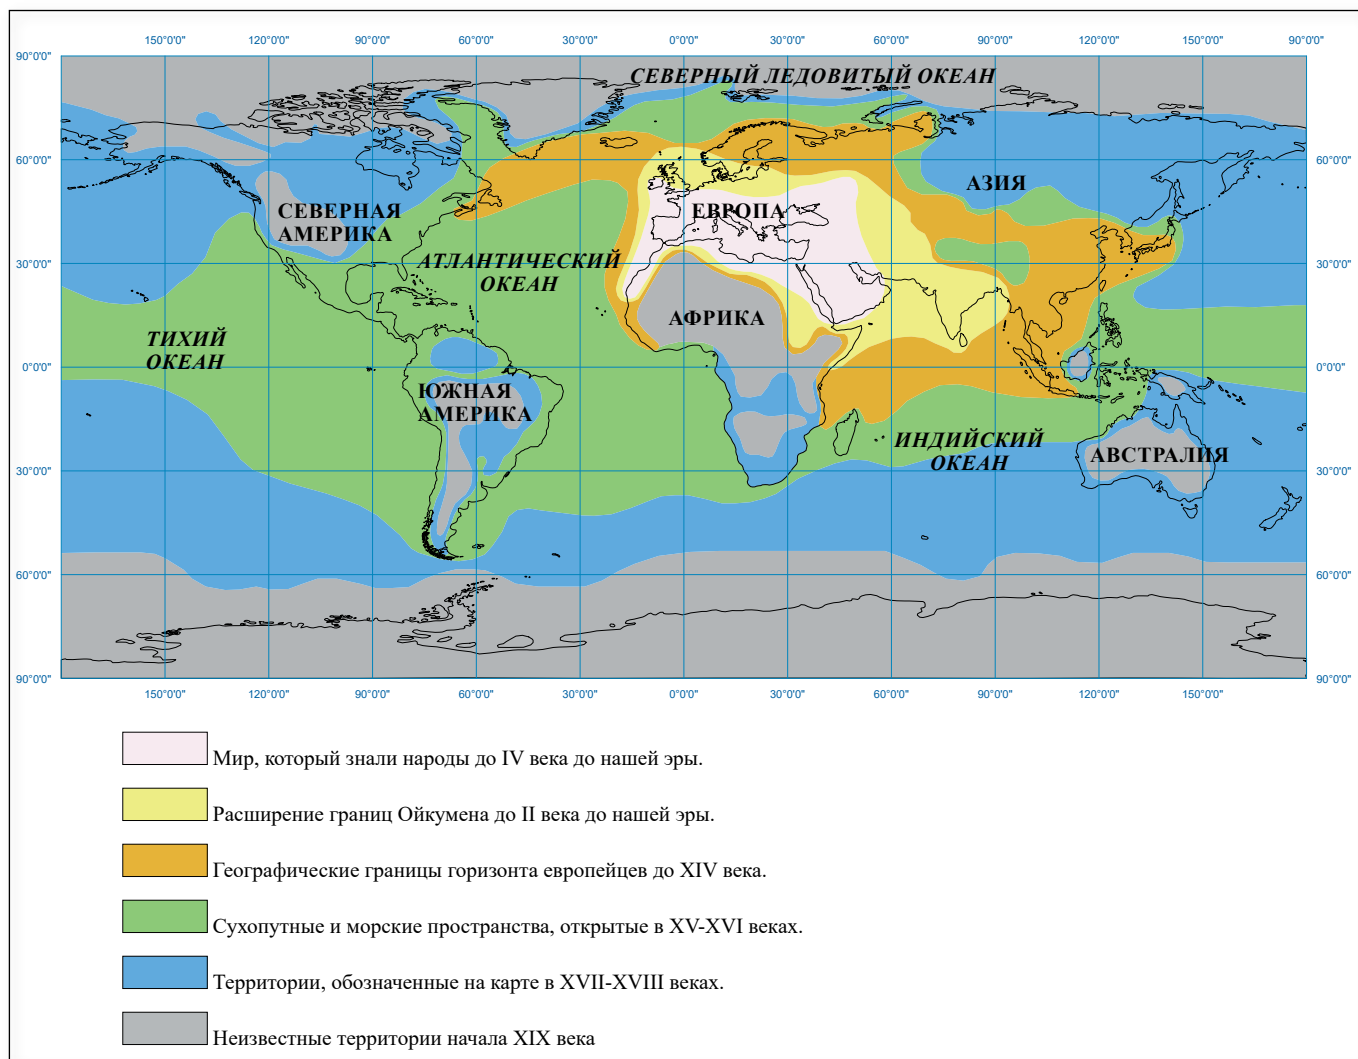 150°0'0" 120°0'0" 90°0'0" 60°0'0" 30°0'0" 0°0'0" 30°0'0" 60°0'0" 90°0'0" 120°0'0" 150°0'0" 90°0'0"
90°0'0"
СЕВЕРНЫЙ ЛЕДОВИТЫЙ ОКЕАН
60°0'0" 60°0'0"
АЗИЯ
СЕВЕРНАЯ
АМЕРИКА
ЕВРОПА
АТЛАНТИЧЕСКИЙ
ОКЕАН
30°0'0" 30°0'0"
АФРИКА
ТИХИЙ
ОКЕАН
0°0'0" 0°0'0"
ЮЖНАЯ
АМЕРИКА
ИНДИЙСКИЙ
ОКЕАН
АВСТРАЛИЯ
30°0'0" 30°0'0"
60°0'0" 60°0'0"
90°0'0" 90°0'0"
150°0'0" 120°0'0" 90°0'0" 60°0'0" 30°0'0" 0°0'0" 30°0'0" 60°0'0" 90°0'0" 120°0'0" 150°0'0"
Мир, который знали народы до IV века до нашей эры.
Расширение границ Ойкумена до II века до нашей эры.
Географические границы горизонта европейцев до XIV века.
Сухопутные и морские пространства, открытые в XV-XVI веках.
Территории, обозначенные на карте в XVII-XVIII веках.
Неизвестные территории начала XIX века